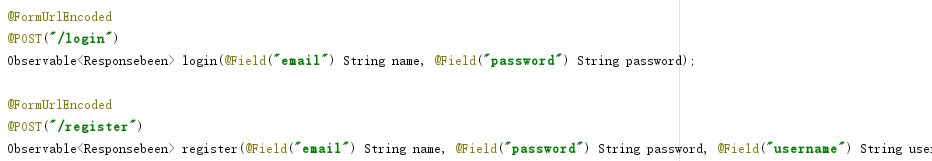 @FormUrlEncoded
@POST("/login")
Observable<Responsebeen> login(@Field("email") String name, @Field("password") String password);
@FormUrlEncoded
@POST("/register")
Observable<Responsebeen> register(@Field("email") String name, @Field("password") String password, @Field("username") String use